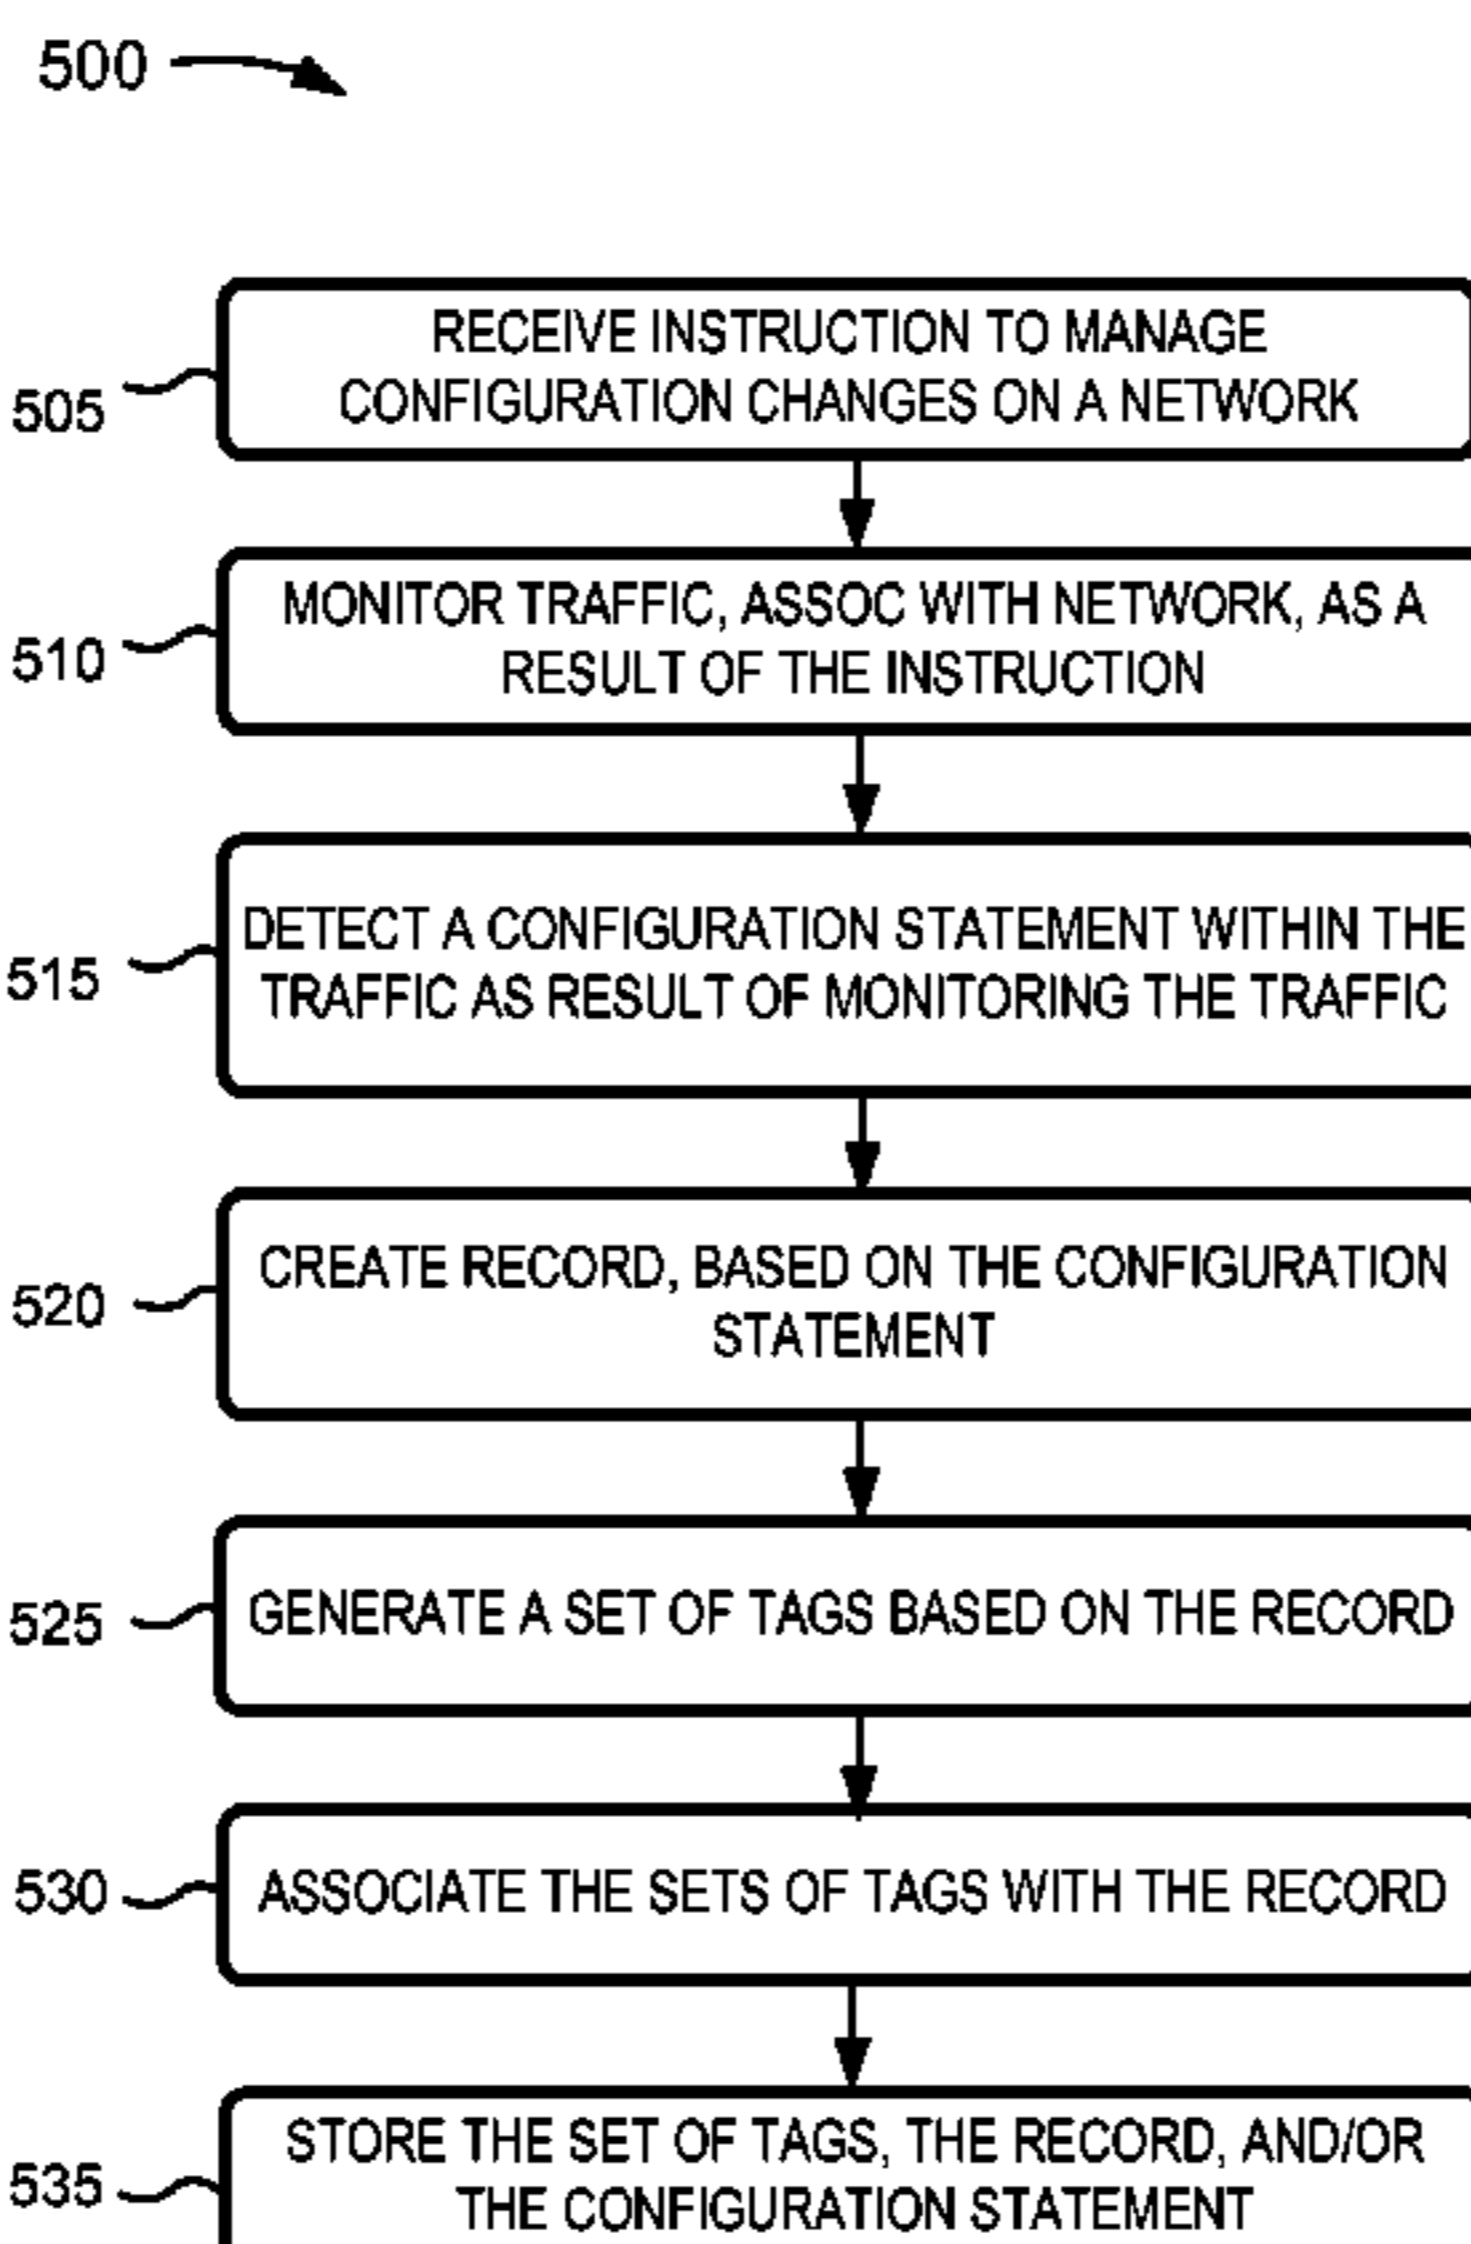 500
RECEIVE INSTRUCTION TO MANAGE
CONFIGURATION CHANGES ON A NETWORK
505
MONITOR TRAFFIC, ASSOC WITH NETWORK, AS A
RESULT OF THE INSTRUCTION
510
DETECT A CONFIGURATION STATEMENT WITHIN THE
TRAFFIC AS RESULT OF MONITORING THE TRAFFIC
515
CREATE RECORD, BASED ON THE CONFIGURATION
STATEMENT
520
GENERATE A SET OF TAGS BASED ON THE RECORD
525
ASSOCIATE THE SETS OF TAGS WITH THE RECORD
530
STORE THE SET OF TAGS, THE RECORD, AND/OR
THE CONFIGURATION STATEMENT
535